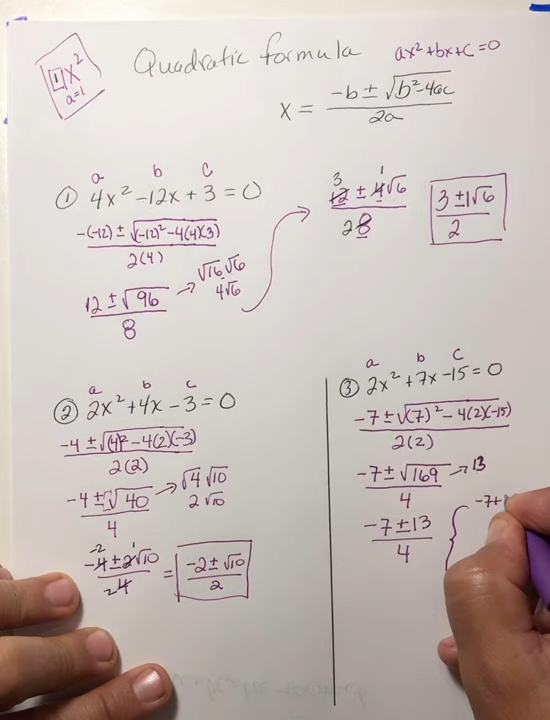 1x²
a=1
Quadratic formula
ax²+bx+c=0
x = (-b ± √(b²-4ac))/2a
a b c
① 4x² -12x + 3 = 0
(-(-12) ± √((-12)² -4(4)(3)))/2(4)
(12 ± √96)/8 → √16 √6
4√6
(12 ± 4√6)/8
3 1
2
(3 ± 1√6)/2
a b c
② 2x² +4x -3 = 0
(-4 ± √((4)² -4(2)(-3)))/2(2)
(-4 ± √40)/4 → √4 √10
2√10
-2 1
(-4 ± 2√10)/4 = (-2 ± √10)/2
2
a b c
③ 2x² + 7x -15 = 0
(-7 ± √((7)² - 4(2)(-15)))/2(2)
(-7 ± √169)/4 → 13
(-7 ± 13)/4 { -7+